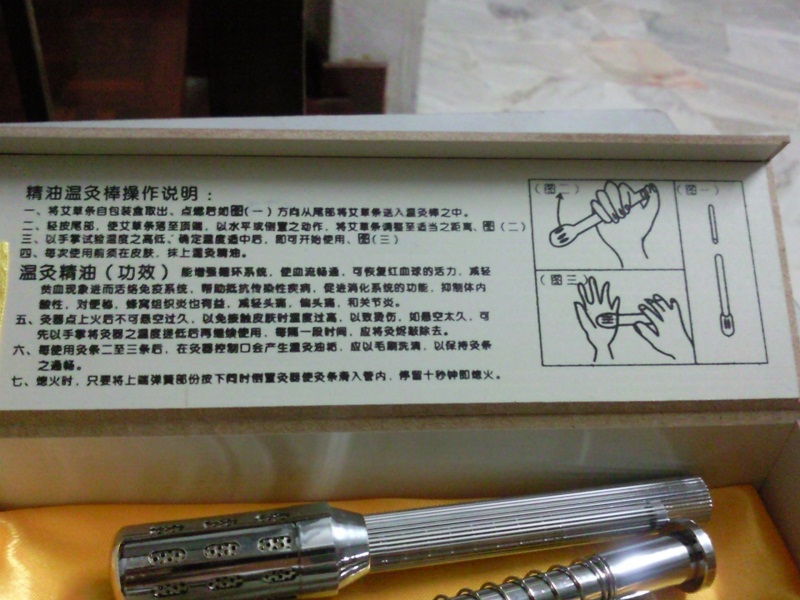 精油温灸棒操作说明：
一、将艾草条自包装盒取出、点燃后如图(一)方向从尾部将艾草条送入温灸棒之中。
二、轻按尾部，使艾草条落至顶端，以水平或倒置之动作，将艾草条调整至适当之距离、图(二)
三、以手掌试验温度之高低、确定温度适中后，即可开始使用、图(三)
四、每次使用前须在皮肤，抹上温灸精油。
温灸精油（功效）能增强循环系统，使血流畅通，可恢复红血球的活力，减轻
贫血现象进而活络免疫系统，帮助抵抗传染性疾病，促进消化系统的功能，抑制体内
酸性，对便秘，蜂窝组织炎也有益，减轻头痛，偏头痛，和关节炎。
五、灸器点上火后不可悬空过久，以免接触皮肤时温度过高，以致烫伤，如悬空太久，可
先以手掌将灸器之温度搓低后再继续使用，每隔一段时间，应将灸烬敲除去。
六、每使用灸条二至三条后，在灸器控制口会产生温灸油垢，应以毛刷洗清，以保持灸条
之通畅。
七、熄火时，只要将上端弹簧部份按下同时倒置灸器使灸条滑入管内，停留十秒钟即熄火。
(图二)
(图一)
(图三)